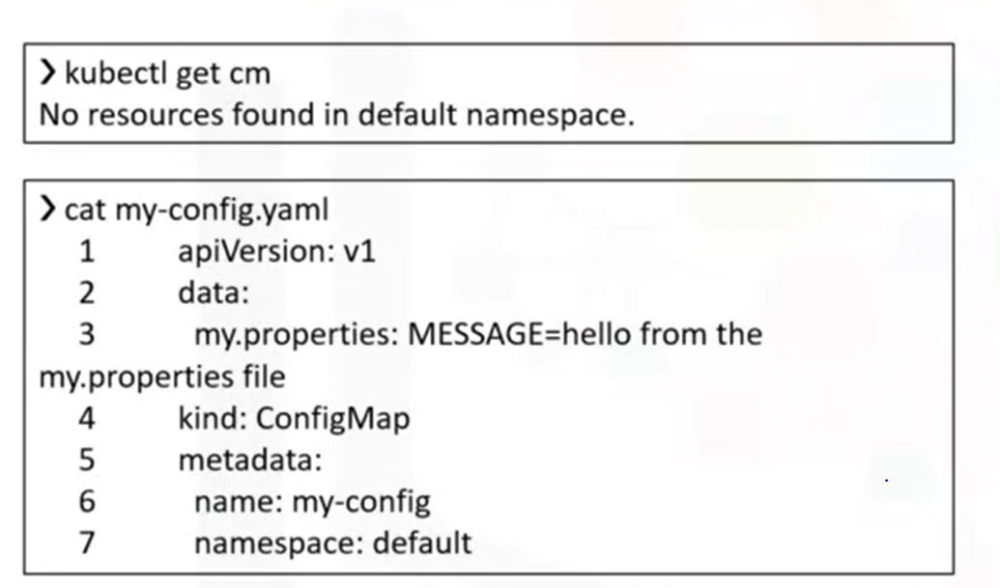 ❯ kubectl get cm
No resources found in default namespace.
❯ cat my-config.yaml
1 apiVersion: v1
2 data:
3 my.properties: MESSAGE=hello from the
my.properties file
4 kind: ConfigMap
5 metadata:
6 name: my-config
7 namespace: default